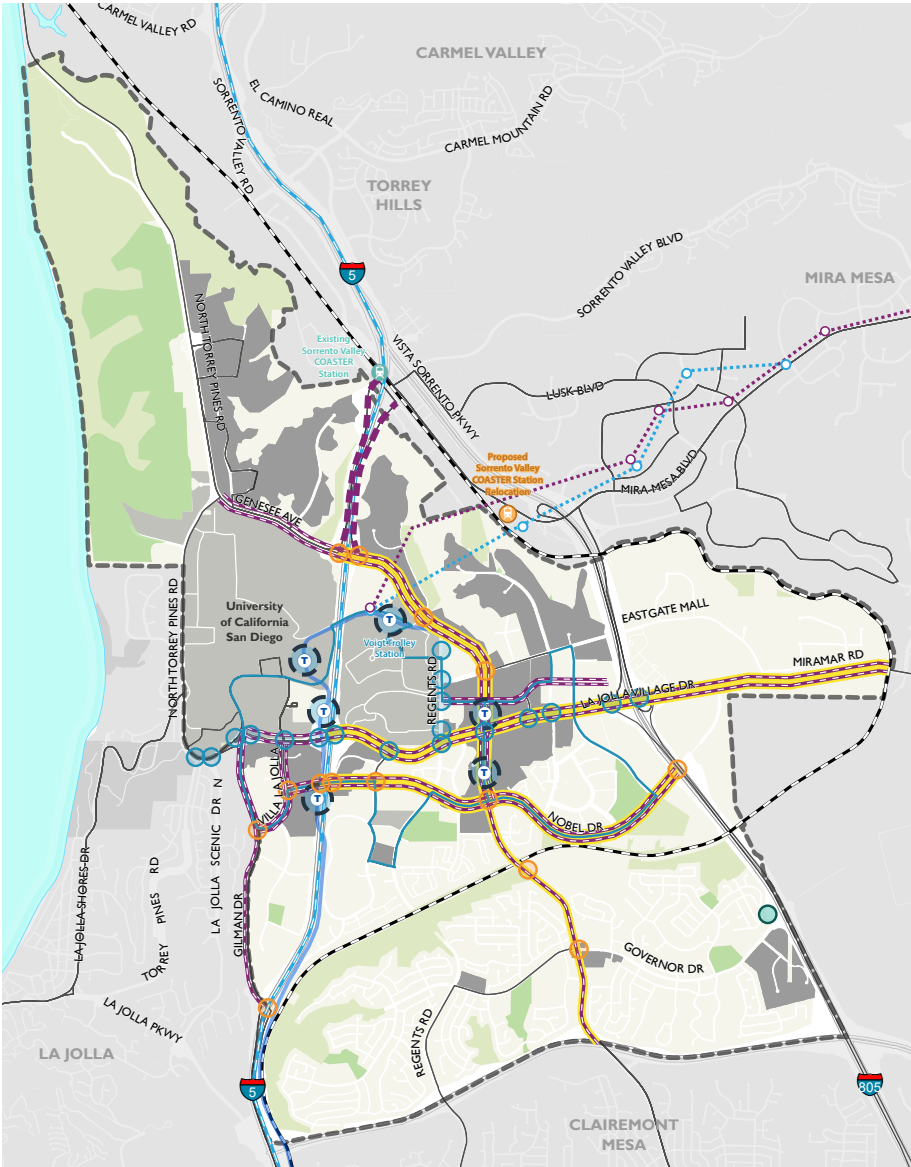 CARMEL VALLEY RD
CARMEL VALLEY
EL CAMINO REAL
SORRENTO VALLEY RD
CARMEL MOUNTAIN RD
TORREY
HILLS
SORRENTO VALLEY BLVD
5
MIRA MESA
NORTH TORREY PINES RD
Existing
Sorrento Valley
COASTER
Station
VISTA SORRENTO PKWY
LUSK BLVD
Proposed
Sorrento Valley
COASTER Station
Relocation
MIRA MESA BLVD
GENESEE AVE
NORTH TORREY PINES RD
University
of California
San Diego
EASTGATE MALL
T
Voigt Trolley
Station
T
REGENTS RD
MIRAMAR RD
LA JOLLA VILLAGE DR
T
T
VILLA LA JOLLA
T
T
NOBEL DR
LA JOLLA SCENIC DR N
LA JOLLA SHORES DR
TORREY PINES RD
GILMAN DR
GOVERNOR DR
LA JOLLA PKWY
REGENTS RD
LA JOLLA
5
805
CLAIREMONT
MESA